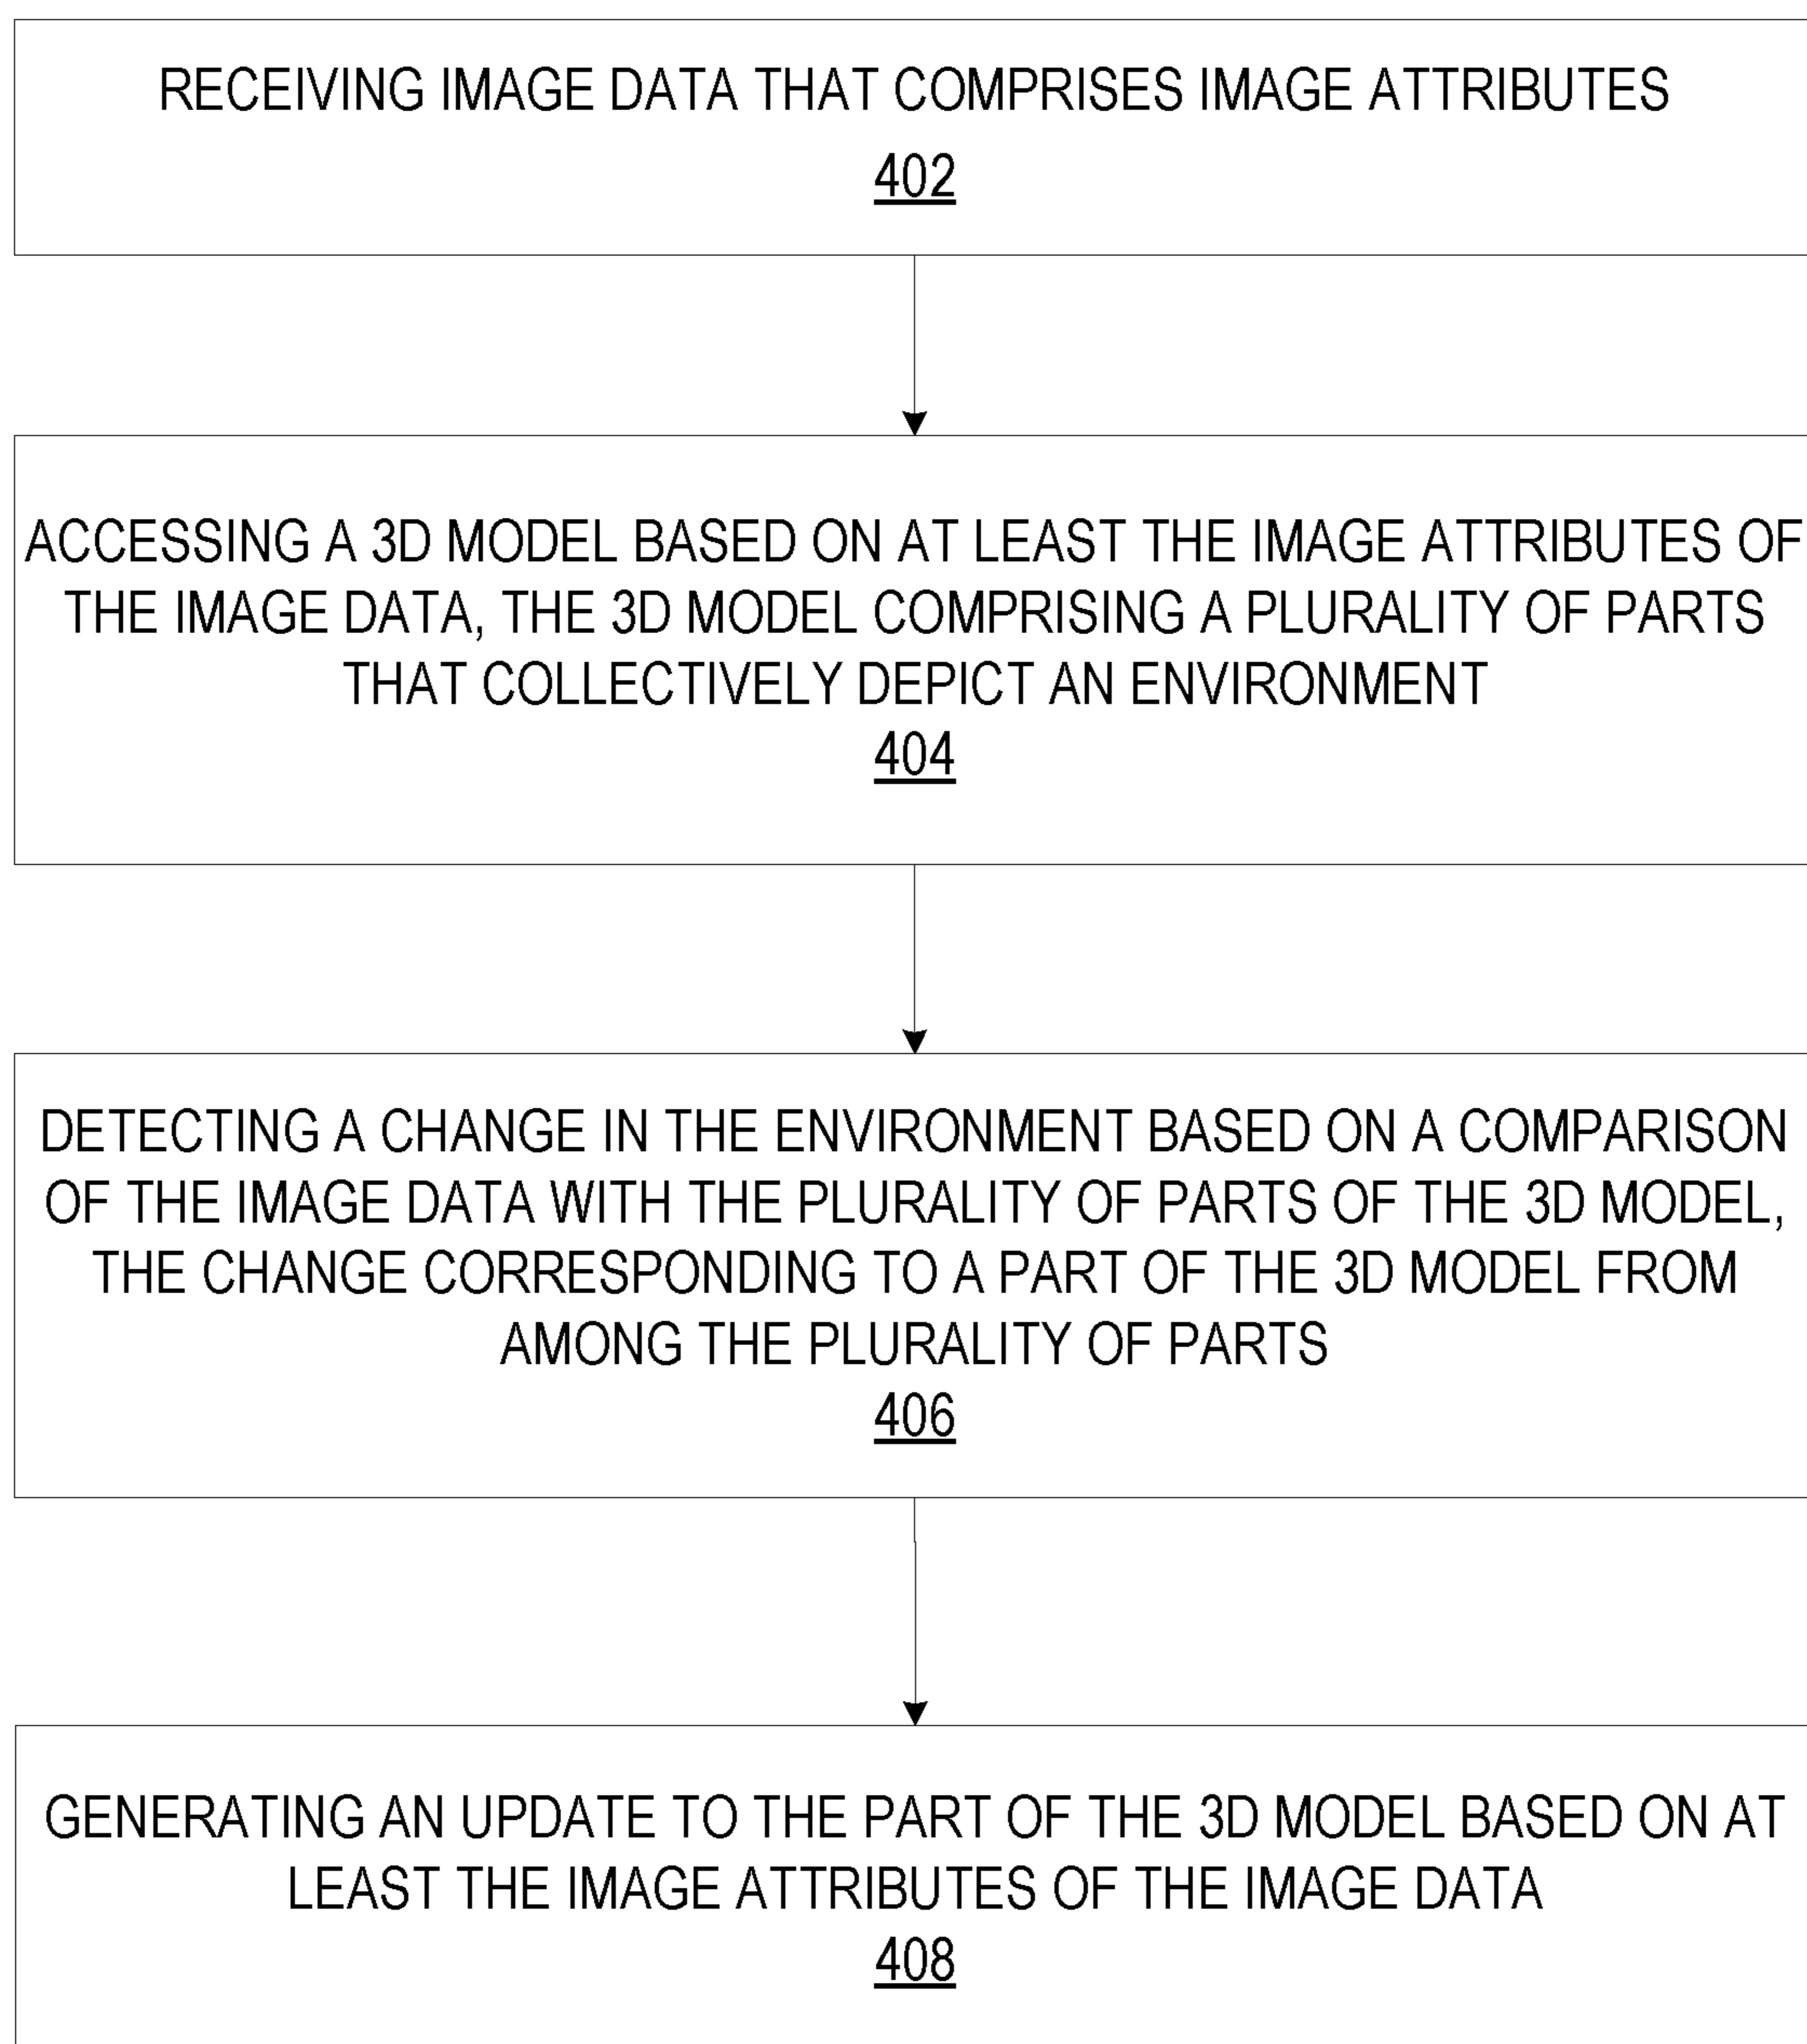 RECEIVING IMAGE DATA THAT COMPRISES IMAGE ATTRIBUTES
402
ACCESSING A 3D MODEL BASED ON AT LEAST THE IMAGE ATTRIBUTES OF
THE IMAGE DATA, THE 3D MODEL COMPRISING A PLURALITY OF PARTS
THAT COLLECTIVELY DEPICT AN ENVIRONMENT
404
DETECTING A CHANGE IN THE ENVIRONMENT BASED ON A COMPARISON
OF THE IMAGE DATA WITH THE PLURALITY OF PARTS OF THE 3D MODEL,
THE CHANGE CORRESPONDING TO A PART OF THE 3D MODEL FROM
AMONG THE PLURALITY OF PARTS
406
GENERATING AN UPDATE TO THE PART OF THE 3D MODEL BASED ON AT
LEAST THE IMAGE ATTRIBUTES OF THE IMAGE DATA
408